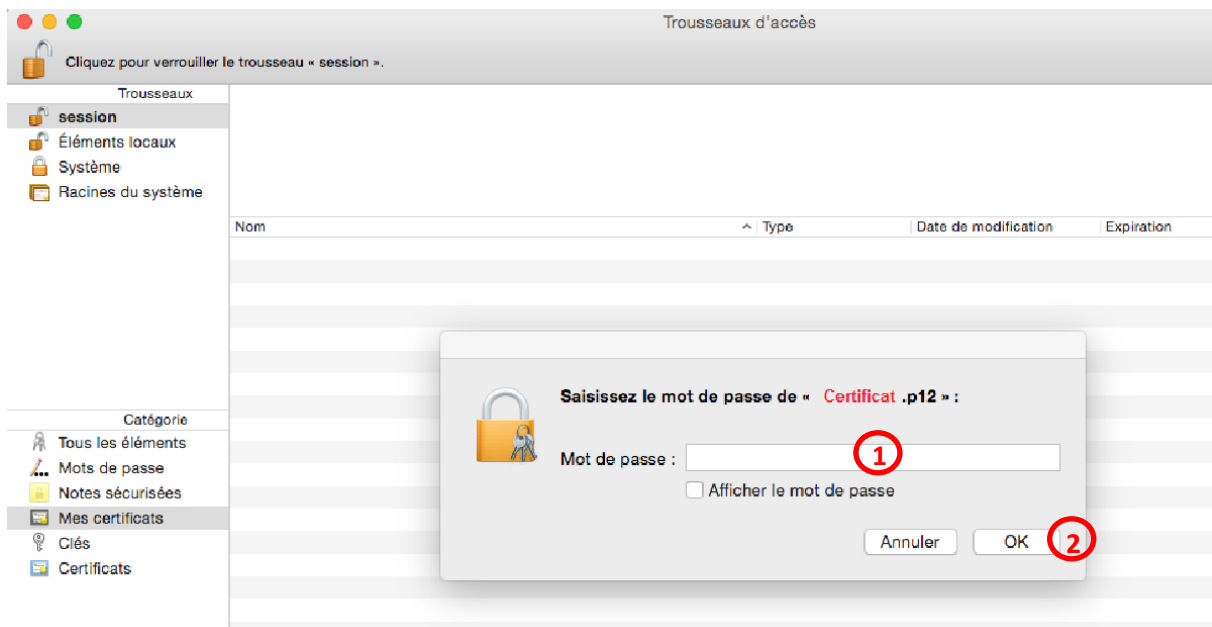 Trousseaux d'accès
Cliquez pour verrouiller le trousseau « session ».
Trousseaux
session
Éléments locaux
Système
Racines du système
Nom Type Date de modification Expiration
Saisissez le mot de passe de « Certificat .p12 » :
Mot de passe : 1
Afficher le mot de passe
Annuler OK 2
Catégorie
Tous les éléments
Mots de passe
Notes sécurisées
Mes certificats
Clés
Certificats